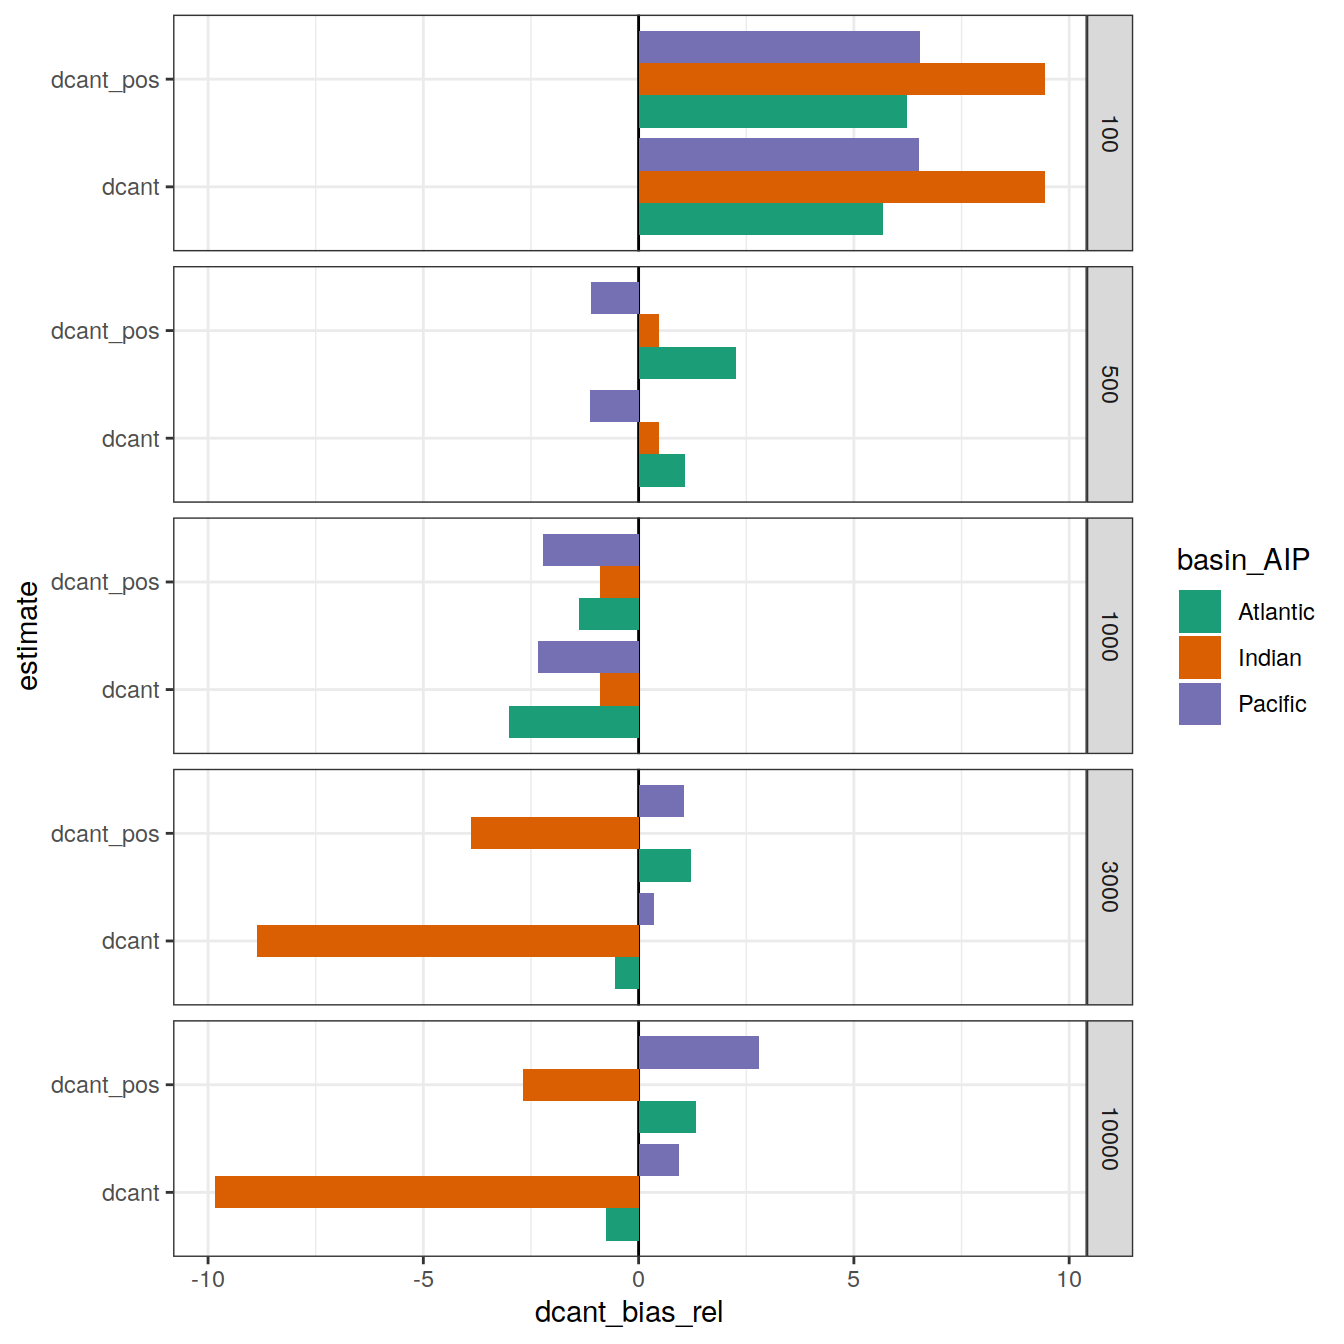 dcant_pos
dcant
100
dcant_pos
dcant
500
dcant_pos
dcant
1000
dcant_pos
dcant
3000
dcant_pos
dcant
10000
-10 -5 0 5 10
dcant_bias_rel
estimate
basin_AIP
Atlantic
Indian
Pacific